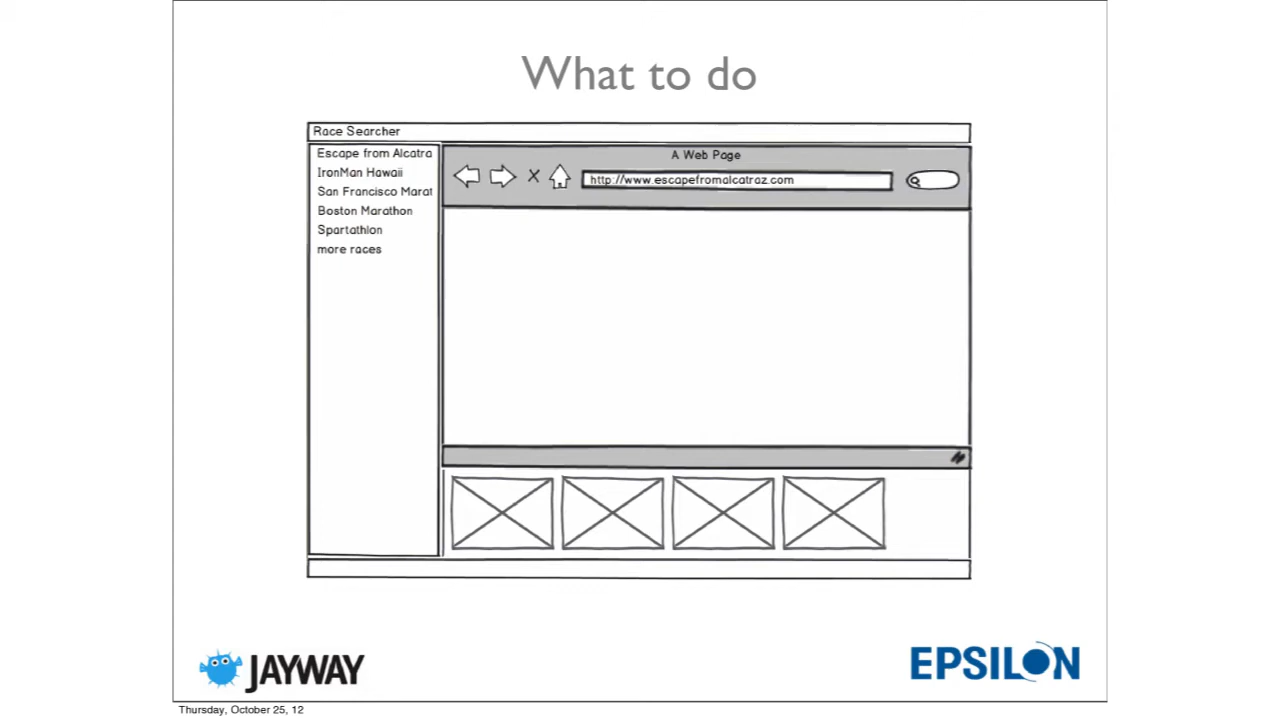 What to do
Race Searcher
Escape from Alcatra
IronMan Hawaii
San Francisco Marat
Boston Marathon
Spartathlon
more races
A Web Page
http://www.escapefromalcatraz.com
JAYWAY
EPSILON
Thursday, October 25, 12